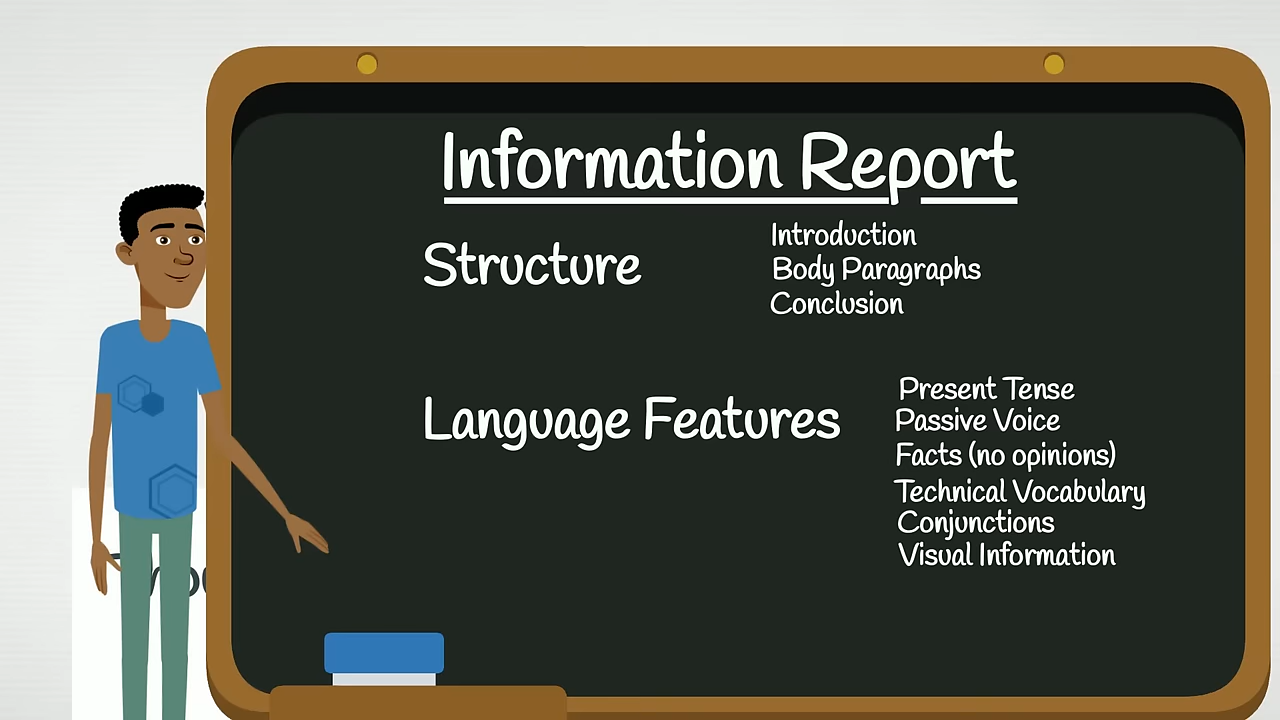 Information Report
Structure
Introduction
Body Paragraphs
Conclusion
Language Features
Present Tense
Passive Voice
Facts (no opinions)
Technical Vocabulary
Conjunctions
Visual Information